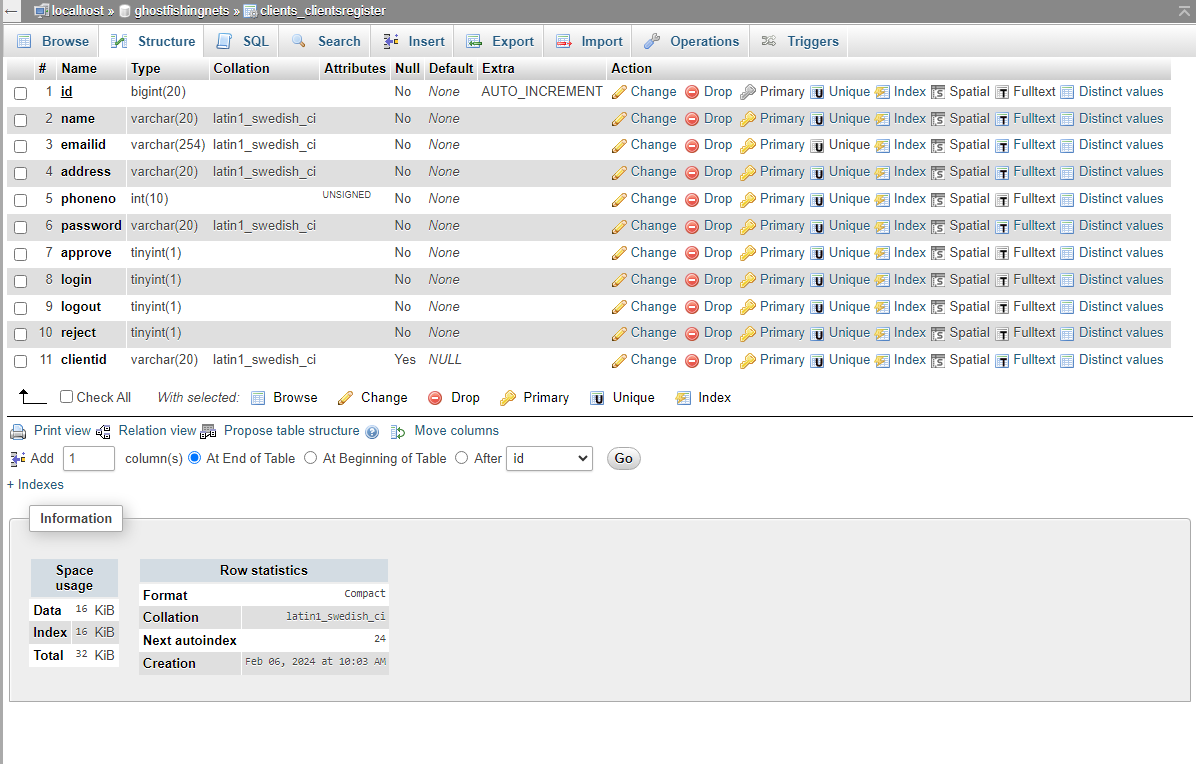 localhost » ghostfishingnets » clients_clientsregister
Browse Structure SQL Search Insert Export Import Operations Triggers
# Name Type Collation Attributes Null Default Extra Action
1 id bigint(20) No None AUTO_INCREMENT Change Drop Primary Unique Index Spatial Fulltext Distinct values
2 name varchar(20) latin1_swedish_ci No None Change Drop Primary Unique Index Spatial Fulltext Distinct values
3 emailid varchar(254) latin1_swedish_ci No None Change Drop Primary Unique Index Spatial Fulltext Distinct values
4 address varchar(20) latin1_swedish_ci No None Change Drop Primary Unique Index Spatial Fulltext Distinct values
5 phoneno int(10) UNSIGNED No None Change Drop Primary Unique Index Spatial Fulltext Distinct values
6 password varchar(20) latin1_swedish_ci No None Change Drop Primary Unique Index Spatial Fulltext Distinct values
7 approve tinyint(1) No None Change Drop Primary Unique Index Spatial Fulltext Distinct values
8 login tinyint(1) No None Change Drop Primary Unique Index Spatial Fulltext Distinct values
9 logout tinyint(1) No None Change Drop Primary Unique Index Spatial Fulltext Distinct values
10 reject tinyint(1) No None Change Drop Primary Unique Index Spatial Fulltext Distinct values
11 clientid varchar(20) latin1_swedish_ci Yes NULL Change Drop Primary Unique Index Spatial Fulltext Distinct values
Check All With selected: Browse Change Drop Primary Unique Index
Print view Relation view Propose table structure Move columns
Add 1 column(s) At End of Table At Beginning of Table After id Go
+ Indexes
Information
Space usage
Data 16 KiB
Index 16 KiB
Total 32 KiB
Row statistics
Format Compact
Collation latin1_swedish_ci
Next autoindex 24
Creation Feb 06, 2024 at 10:03 AM